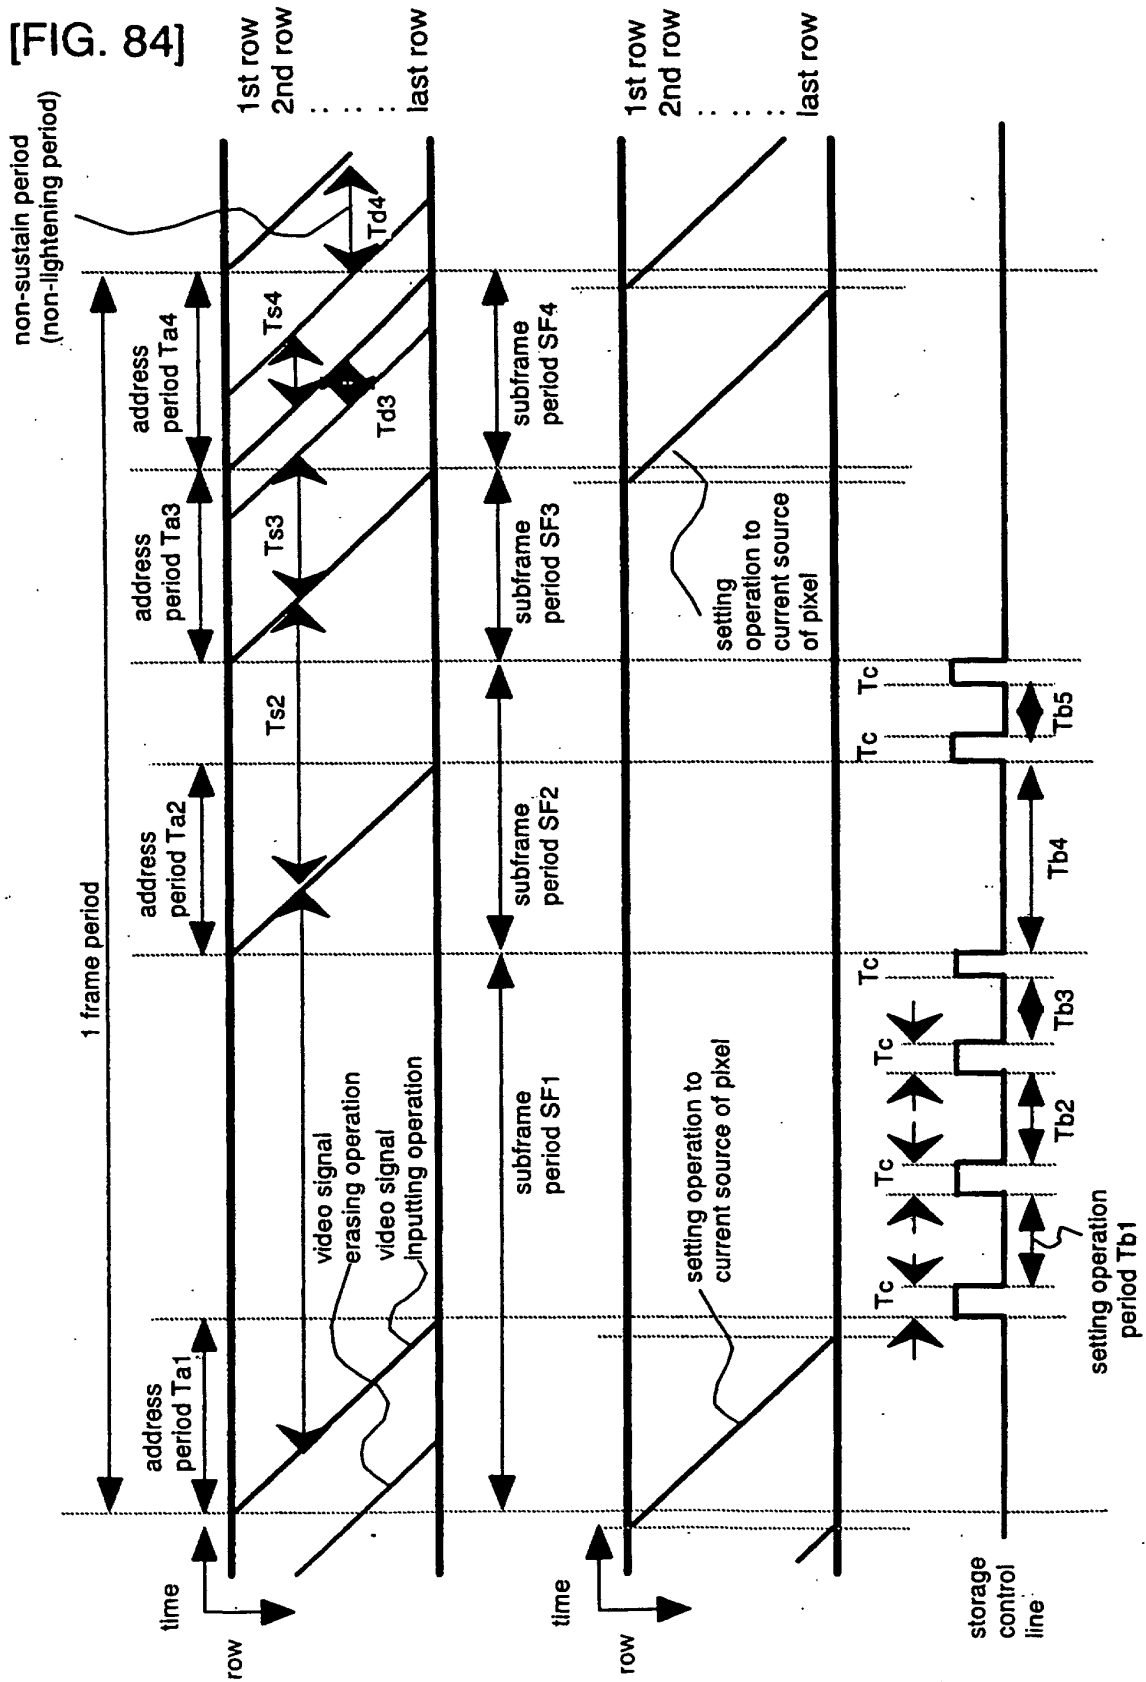 [FIG. 84]
non-sustain period
(non-lightening period)
1 frame period
address
period Ta1
address
period Ta2
address
period Ta3
address
period Ta4
time
row
1st row
2nd row
last row
video signal
erasing operation
video signal
inputting operation
Ts2
Ts3
Td3
Ts4
Td4
subframe
period SF1
subframe
period SF2
subframe
period SF3
subframe
period SF4
time
row
1st row
2nd row
last row
setting operation to
current source of pixel
setting
operation to
current source
of pixel
storage
control
line
Tc
Tc
Tc
Tc
Tc
Tc
setting operation
period Tb1
Tb2
Tb3
Tb4
Tb5